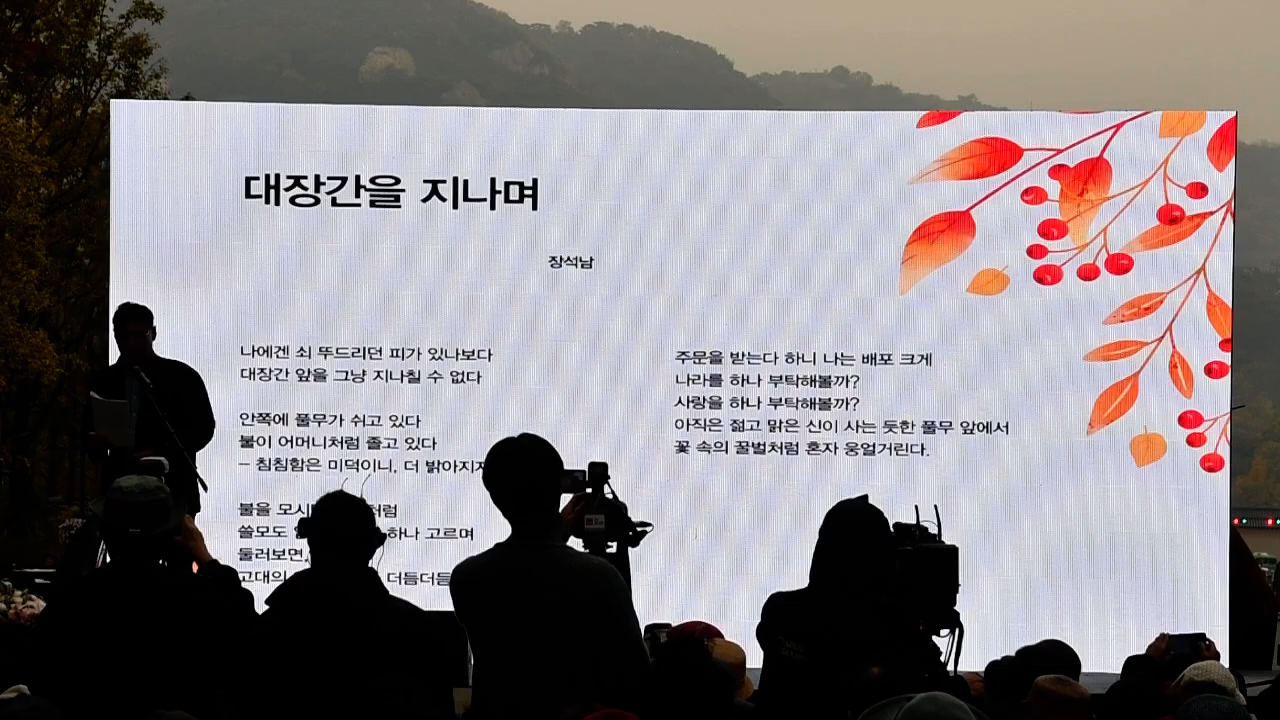 대장간을 지나며
장석남
나에겐 쇠 뚜드리던 피가 있나보다
대장간 앞을 그냥 지나칠 수 없다
안쪽에 풀무가 쉬고 있다
불이 어머니처럼 졸고 있다
- 침침함은 미덕이니, 더 밝아지지
불을 모시 처럼
쓸모도 하나 고르며
둘러보면,
고대의 더듬더듬
주문을 받는다 하니 나는 배포 크게
나라를 하나 부탁해볼까?
사랑을 하나 부탁해볼까?
아직은 젊고 맑은 신이 사는 듯한 풀무 앞에서
꽃 속의 꿀벌처럼 혼자 웅얼거린다.